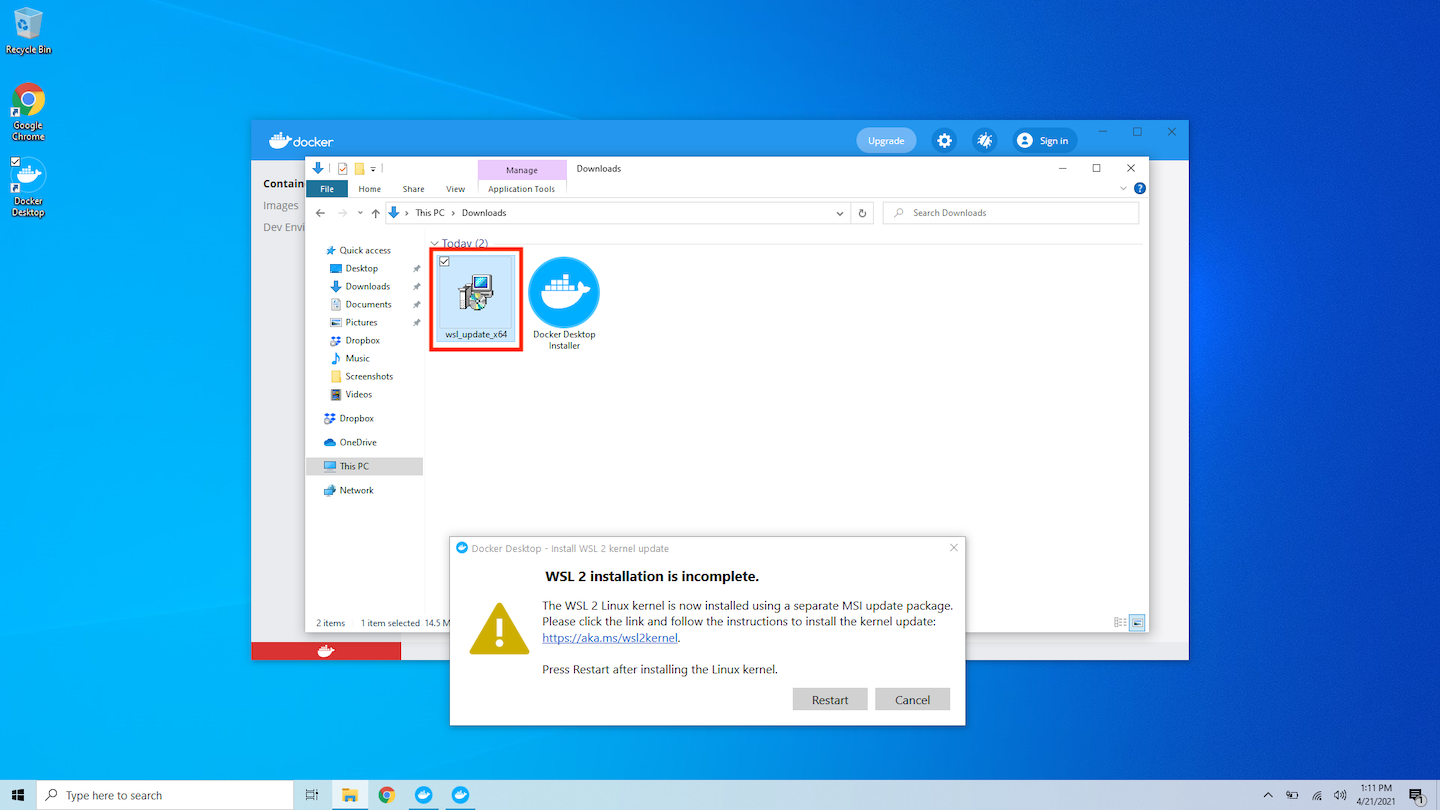 Recycle Bin
Google
Chrome
Docker
Desktop
docker
Upgrade
Sign in
Contain
Images
Dev Envi
Manage
Downloads
File
Home
Share
View
Application Tools
This PC
Downloads
Search Downloads
Quick access
Desktop
Downloads
Documents
Pictures
Dropbox
Music
Screenshots
Videos
Dropbox
OneDrive
This PC
Network
Today (2)
wsl_update_x64
Docker Desktop
Installer
2 items
1 item selected 14.5 M
Docker Desktop - Install WSL 2 kernel update
WSL 2 installation is incomplete.
The WSL 2 Linux kernel is now installed using a separate MSI update package.
Please click the link and follow the instructions to install the kernel update:
https://aka.ms/wsl2kernel.
Press Restart after installing the Linux kernel.
Restart
Cancel
Type here to search
1:11 PM
4/21/2021
1